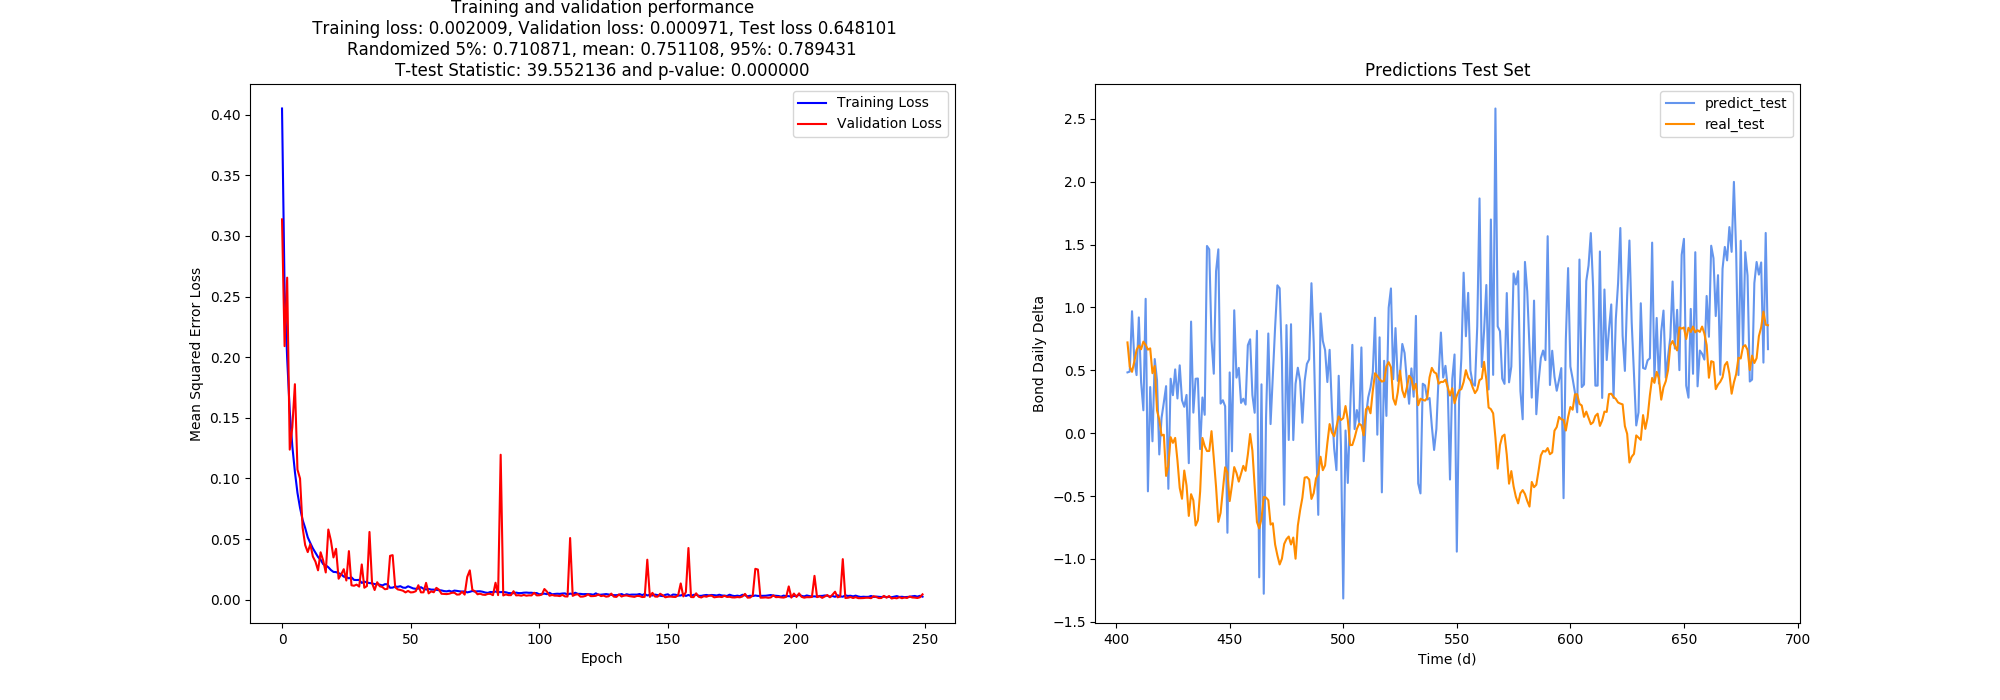 Training and validation performance
Training loss: 0.002009, Validation loss: 0.000971, Test loss 0.648101
Randomized 5%: 0.710871, mean: 0.751108, 95%: 0.789431
T-test Statistic: 39.552136 and p-value: 0.000000
Training Loss
Validation Loss
0.40
0.35
0.30
0.25
0.20
0.15
0.10
0.05
0.00
Mean Squared Error Loss
0
50
100
150
200
250
Epoch
Predictions Test Set
predict_test
real_test
2.5
2.0
1.5
1.0
0.5
0.0
−0.5
−1.0
−1.5
Bond Daily Delta
400
450
500
550
600
650
700
Time (d)